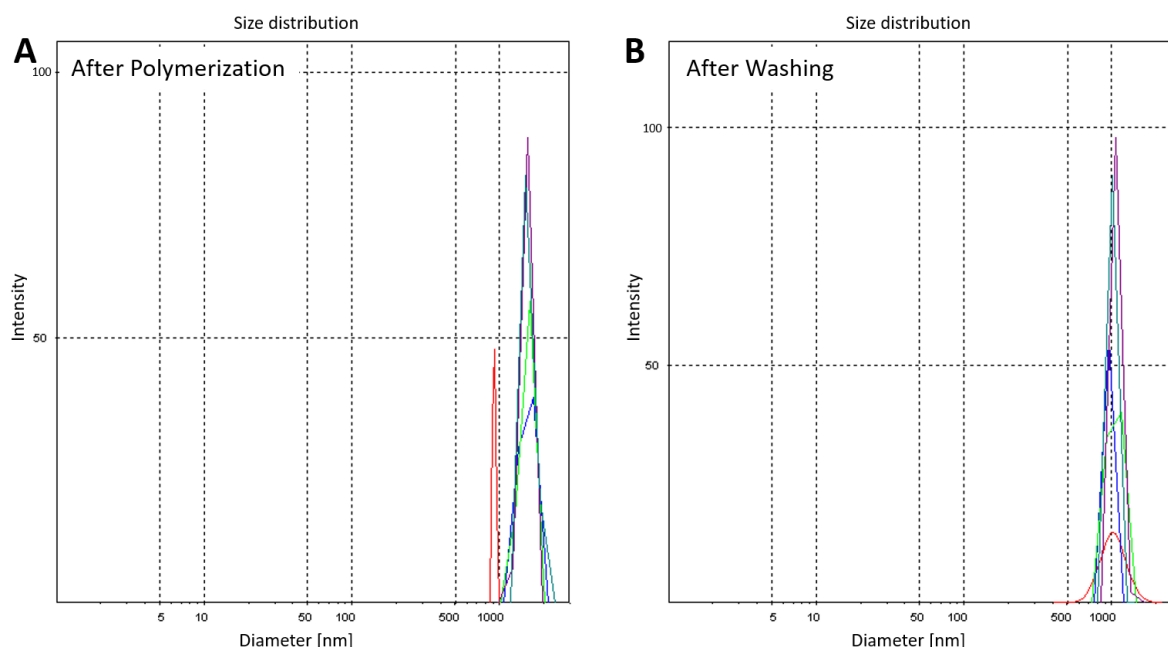 Size distribution
A
After Polymerization
100
50
Intensity
5 10 50 100 500 1000
Diameter [nm]
Size distribution
B
After Washing
100
50
Intensity
5 10 50 100 500 1000
Diameter [nm]